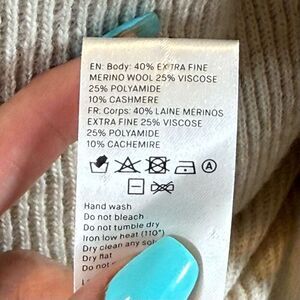 EN: Body: 40% EXTRA FINE
MERINO WOOL 25% VISCOSE
25% POLYAMIDE
10% CASHMERE
FR: Corps: 40% LAINE MÉRINOS
EXTRA FINE 25% VISCOSE
25% POLYAMIDE
10% CACHEMIRE
A
Hand wash
Do not bleach
Do not tumble dry
Iron low heat (110°)
Dry clean any
Dry flat
Do not